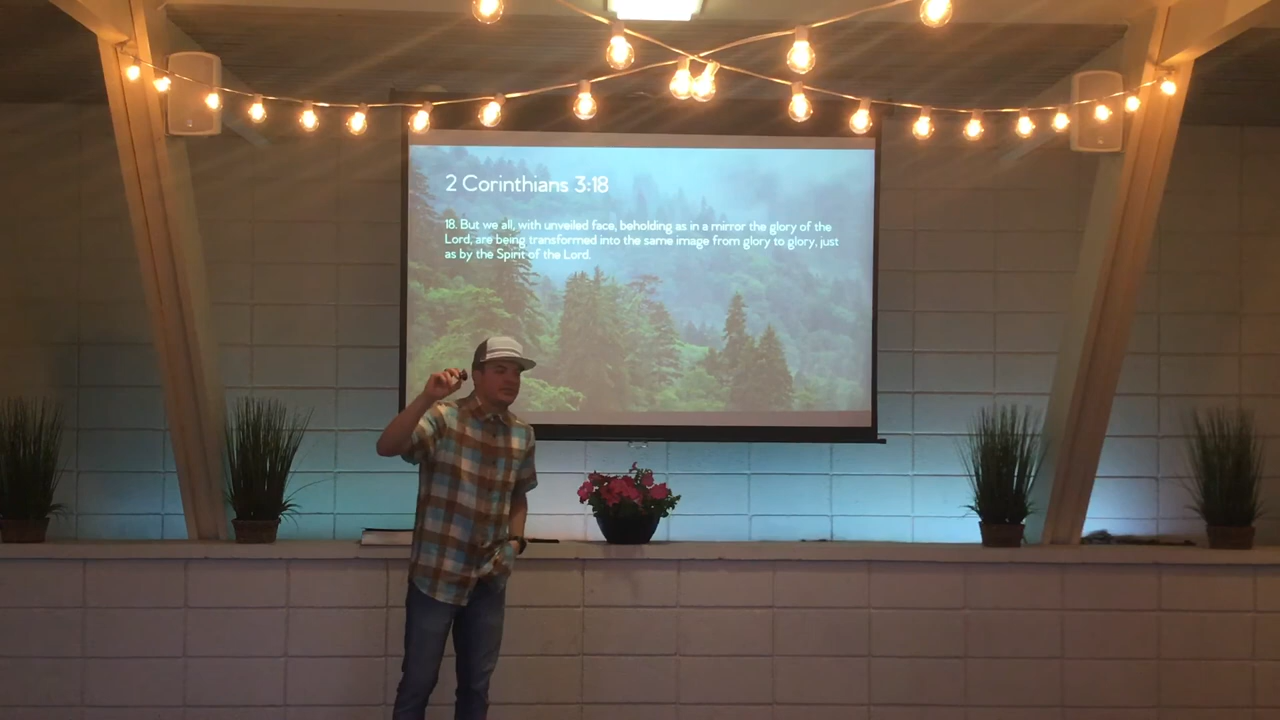 2 Corinthians 3:18
18. But we all, with unveiled face, beholding as in a mirror the glory of the
Lord, are being transformed into the same image from glory to glory, just
as by the Spirit of the Lord.